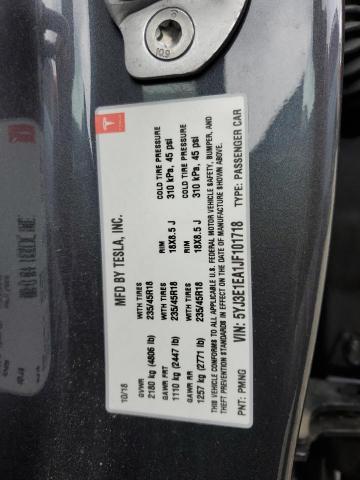 10.9
TESLA
MFD BY TESLA, INC.
10/18
GVWR
2180 kg (4806 lb)
GAWR FRT WITH TIRES RIM COLD TIRE PRESSURE
1110 kg (2447 lb) 235/45R18 18X8.5 J 310 kPa, 45 psi
GAWR RR WITH TIRES RIM COLD TIRE PRESSURE
1257 kg (2771 lb) 235/45R18 18X8.5 J 310 kPa, 45 psi
WITH TIRES RIM COLD TIRE PRESSURE
235/45R18 18X8.5 J 310 kPa, 45 psi
THIS VEHICLE CONFORMS TO ALL APPLICABLE U.S. FEDERAL MOTOR VEHICLE SAFETY, BUMPER, AND
THEFT PREVENTION STANDARDS IN EFFECT ON THE DATE OF MANUFACTURE SHOWN ABOVE.
VIN: 5YJ3E1EA1JF101718 TYPE: PASSENGER CAR
PNT: PMNG